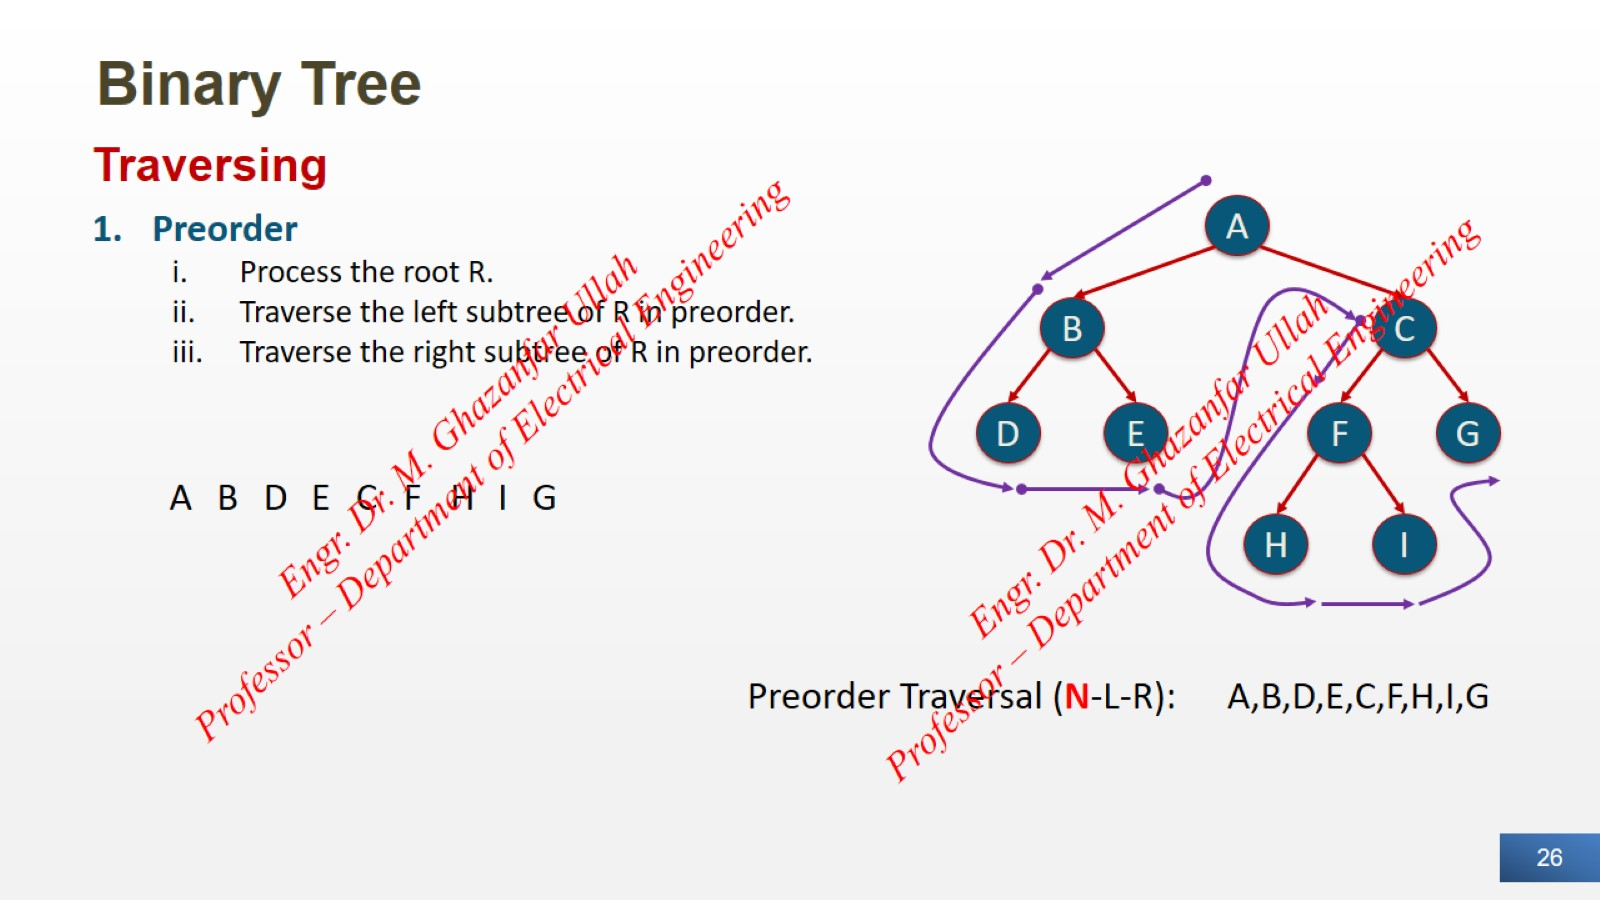 Binary Tree
Traversing
1. Preorder
i. Process the root R.
ii. Traverse the left subtree of R in preorder.
iii. Traverse the right subtree of R in preorder.
A B D E C F H I G
A
B
C
D
E
F
G
H
I
Preorder Traversal (N-L-R): A,B,D,E,C,F,H,I,G
Engr. Dr. M. Ghazanfar Ullah
Professor – Department of Electrical Engineering
Engr. Dr. M. Ghazanfar Ullah
Professor – Department of Electrical Engineering
26